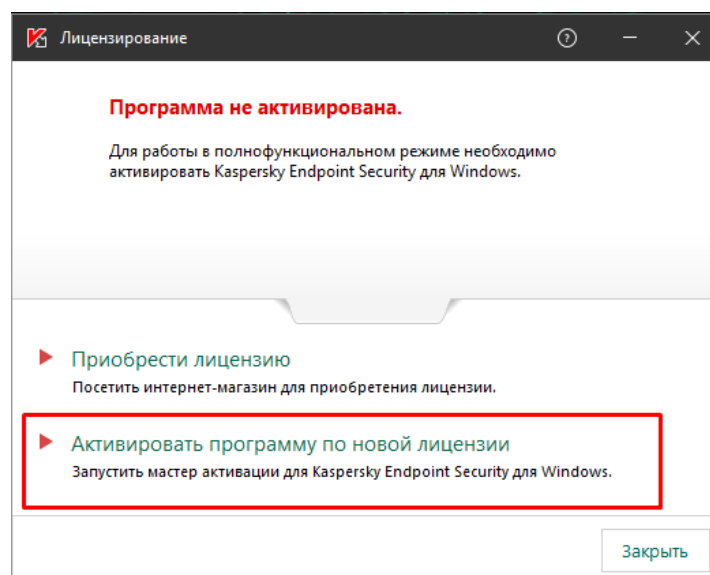 Лицензирование
Программа не активирована.
Для работы в полнофункциональном режиме необходимо
активировать Kaspersky Endpoint Security для Windows.
Приобрести лицензию
Посетить интернет-магазин для приобретения лицензии.
Активировать программу по новой лицензии
Запустить мастер активации для Kaspersky Endpoint Security для Windows.
Закрыть